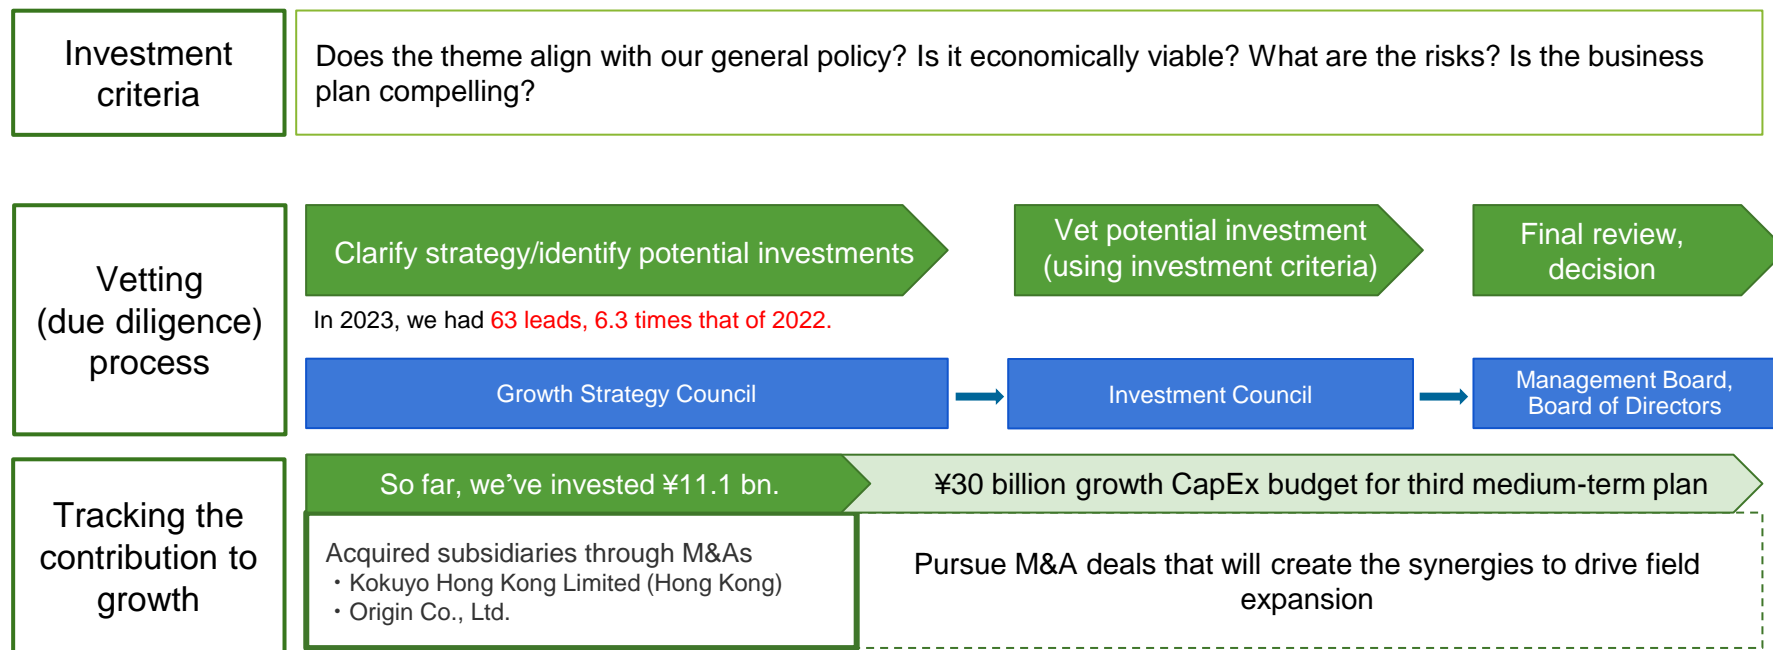 Investment
criteria
Does the theme align with our general policy? Is it economically viable? What are the risks? Is the business
plan compelling?
Vetting
(due diligence)
process
Clarify strategy/identify potential investments
Vet potential investment
(using investment criteria)
Final review,
decision
In 2023, we had 63 leads, 6.3 times that of 2022.
Growth Strategy Council
Investment Council
Management Board,
Board of Directors
Tracking the
contribution to
growth
So far, we’ve invested ¥11.1 bn.
¥30 billion growth CapEx budget for third medium-term plan
Acquired subsidiaries through M&As
・Kokuyo Hong Kong Limited (Hong Kong)
・Origin Co., Ltd.
Pursue M&A deals that will create the synergies to drive field
expansion